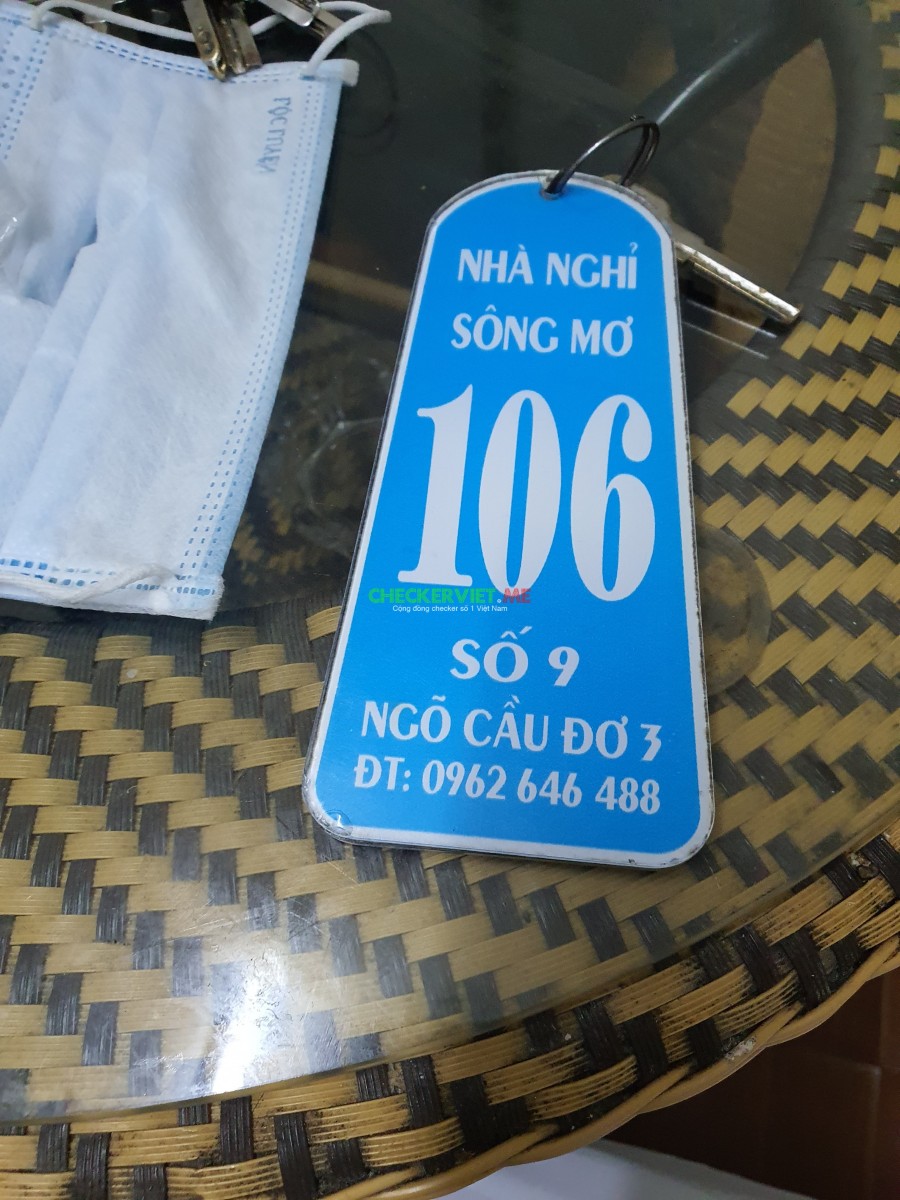 NHÀ NGHỈ
SÔNG MƠ
106
CHECKERVIET.ME
Cộng đồng checker số 1 Việt Nam
SỐ 9
NGÕ CẦU ĐƠ 3
ĐT: 0962 646 488